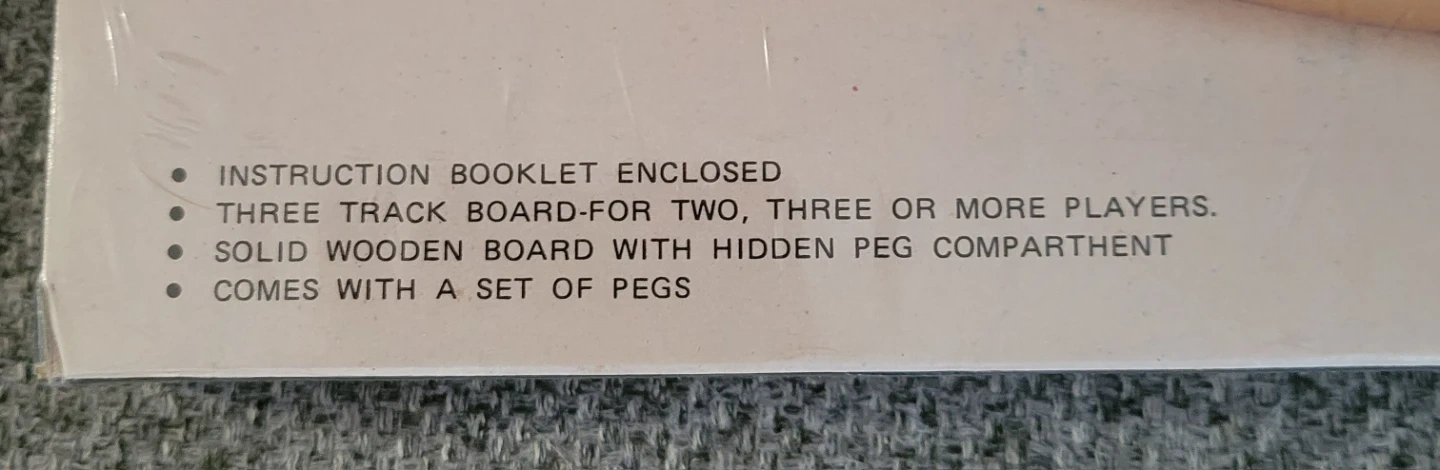 • INSTRUCTION BOOKLET ENCLOSED
• THREE TRACK BOARD-FOR TWO, THREE OR MORE PLAYERS.
• SOLID WOODEN BOARD WITH HIDDEN PEG COMPARTHENT
• COMES WITH A SET OF PEGS